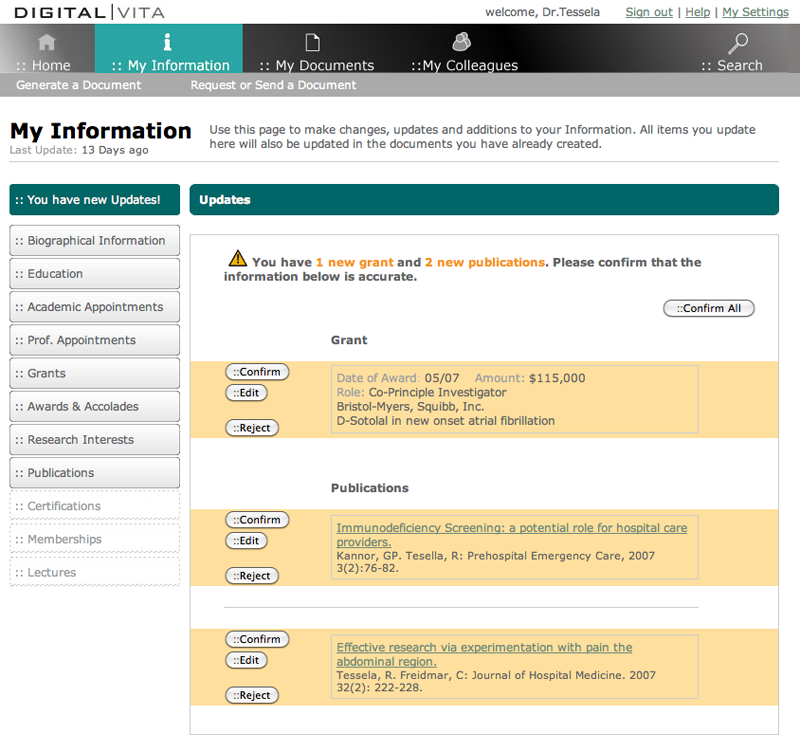 DIGITAL|VITA
welcome, Dr.Tessela Sign out | Help | My Settings
:: Home
:: My Information
:: My Documents
::My Colleagues
:: Search
Generate a Document
Request or Send a Document
My Information
Last Update: 13 Days ago
Use this page to make changes, updates and additions to your Information. All items you update
here will also be updated in the documents you have already created.
:: You have new Updates!
:: Biographical Information
:: Education
:: Academic Appointments
:: Prof. Appointments
:: Grants
:: Awards & Accolades
:: Research Interests
:: Publications
:: Certifications
:: Memberships
:: Lectures
Updates
You have 1 new grant and 2 new publications. Please confirm that the
information below is accurate.
::Confirm All
Grant
::Confirm
::Edit
::Reject
Date of Award: 05/07 Amount: $115,000
Role: Co-Principle Investigator
Bristol-Myers, Squibb, Inc.
D-Sotolal in new onset atrial fibrillation
Publications
::Confirm
::Edit
::Reject
Immunodeficiency Screening: a potential role for hospital care
providers.
Kannor, GP. Tesella, R: Prehospital Emergency Care, 2007
3(2):76-82.
::Confirm
::Edit
::Reject
Effective research via experimentation with pain the
abdominal region.
Tessela, R. Freidmar, C: Journal of Hospital Medicine. 2007
32(2): 222-228.